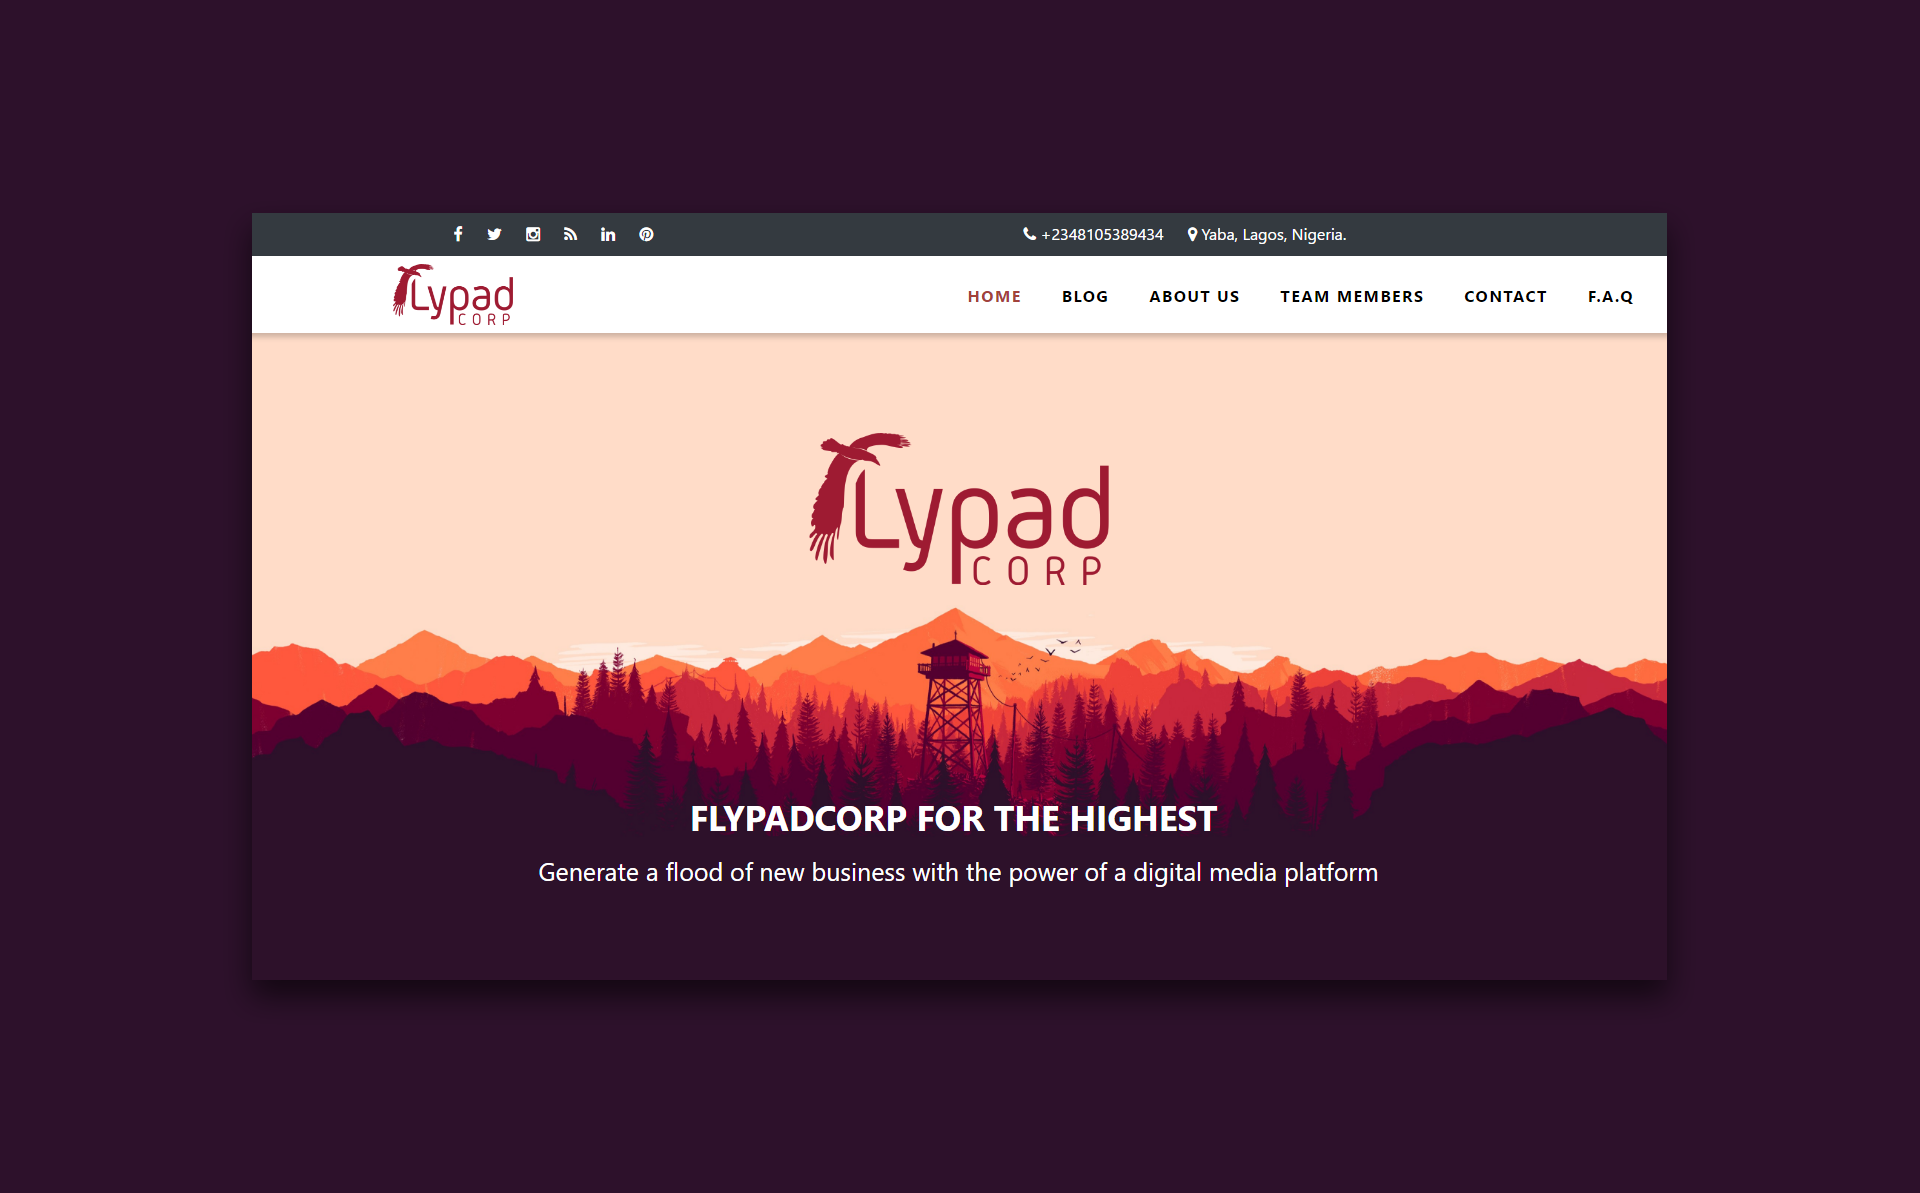 +2348105389434 Yaba, Lagos, Nigeria.
Lypad
CORP
HOME BLOG ABOUT US TEAM MEMBERS CONTACT F.A.Q
Lypad
CORP
FLYPADCORP FOR THE HIGHEST
Generate a flood of new business with the power of a digital media platform